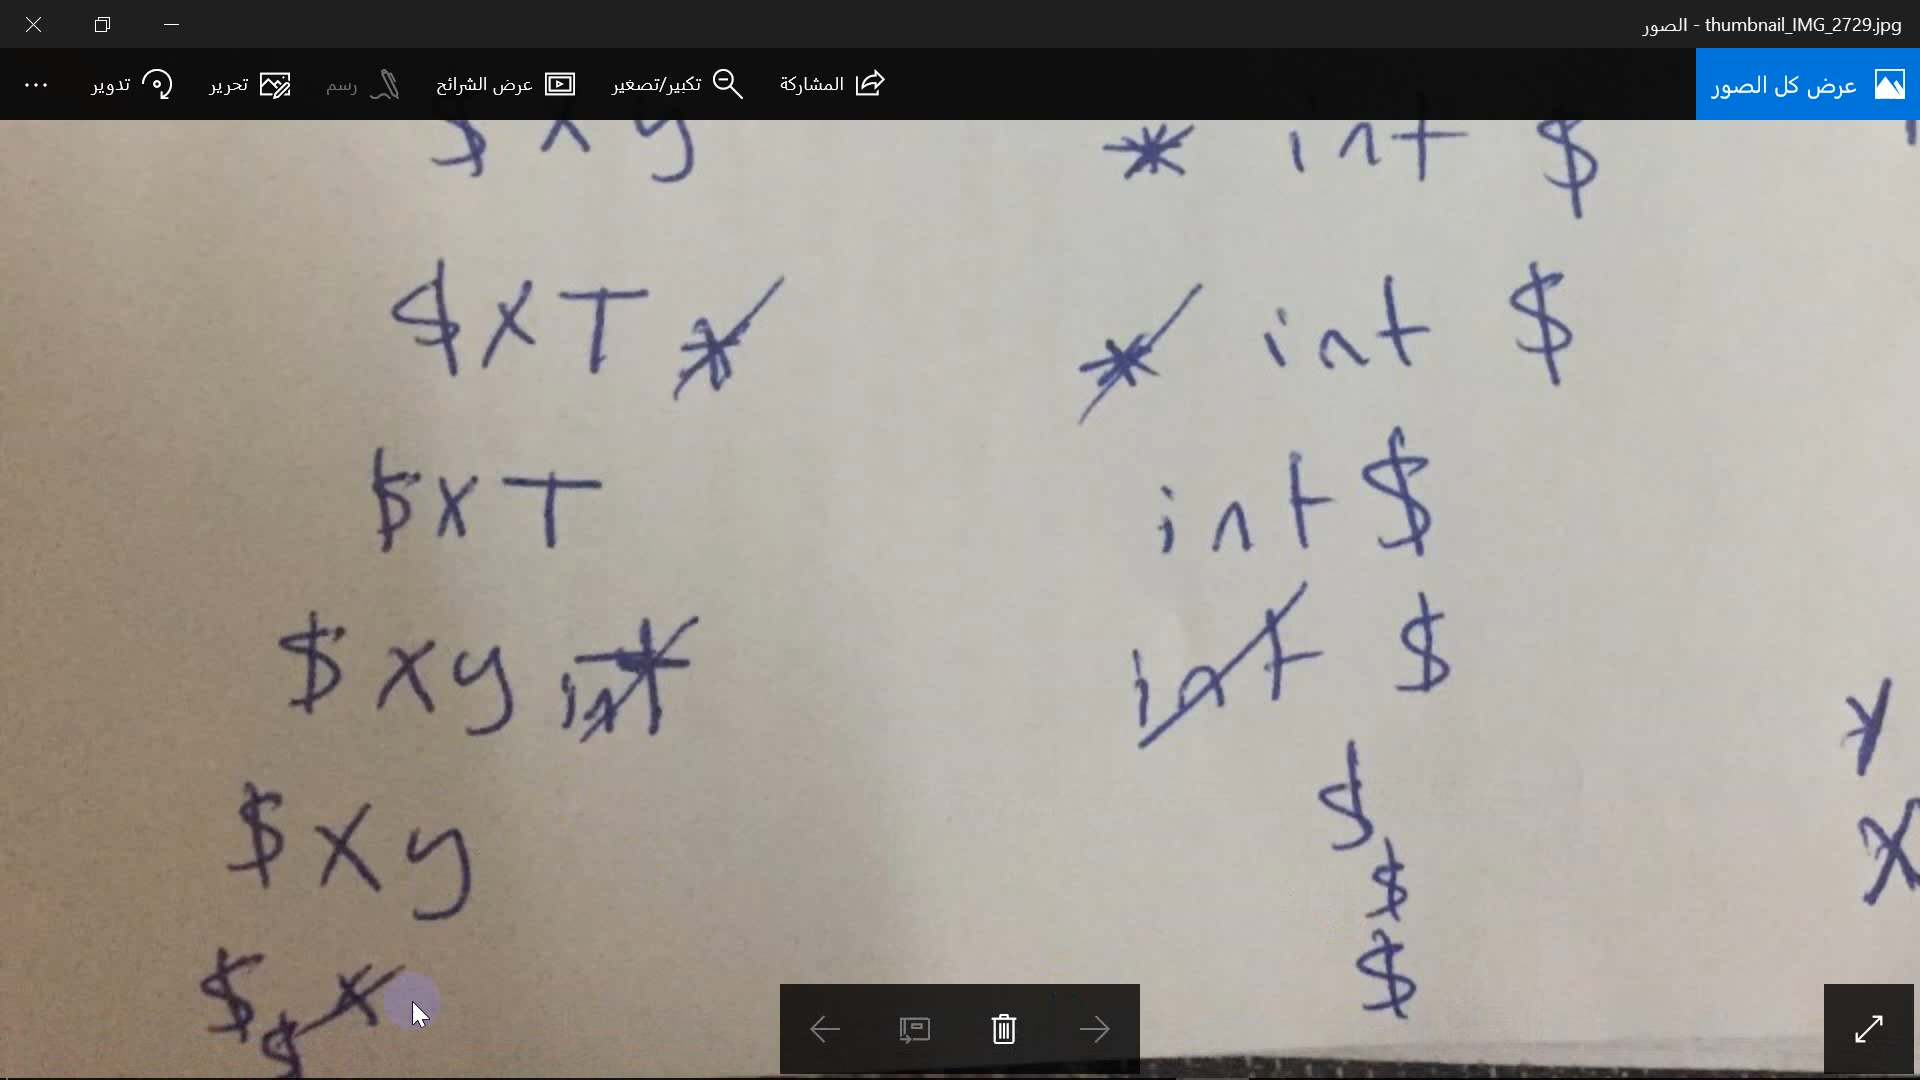 thumbnail_IMG_2729.jpg - الصور
عرض كل الصور المشاركة تكبير/تصغير عرض الشرائح رسم تحرير تدوير ...
$ X y * int $
$ X T * * int $
$ X T int $
$ X y int int $
y
$ X y $
X
$
$ X $
$